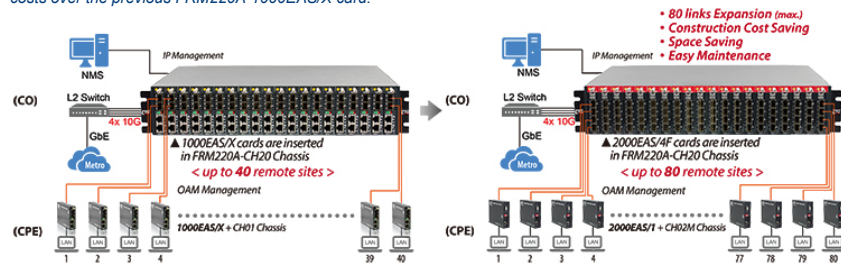 costs over the previous FRM220A-1000EAS/X card.
NMS
IP Management
(CO)
L2 Switch
4x 10G
GbE
Metro
▲ 1000EAS/X cards are inserted
in FRM220A-CH20 Chassis
< up to 40 remote sites >
OAM Management
(CPE)
1000EAS/X + CH01 Chassis
LAN
LAN
LAN
LAN
LAN
LAN
1
2
3
4
39
40
• 80 links Expansion (max.)
• Construction Cost Saving
• Space Saving
• Easy Maintenance
NMS
IP Management
(CO)
L2 Switch
4x 10G
GbE
Metro
▲ 2000EAS/4F cards are inserted
in FRM220A-CH20 Chassis
< up to 80 remote sites >
OAM Management
(CPE)
2000EAS/1 + CH02M Chassis
LAN
LAN
LAN
LAN
LAN
LAN
LAN
LAN
1
2
3
4
77
78
79
80